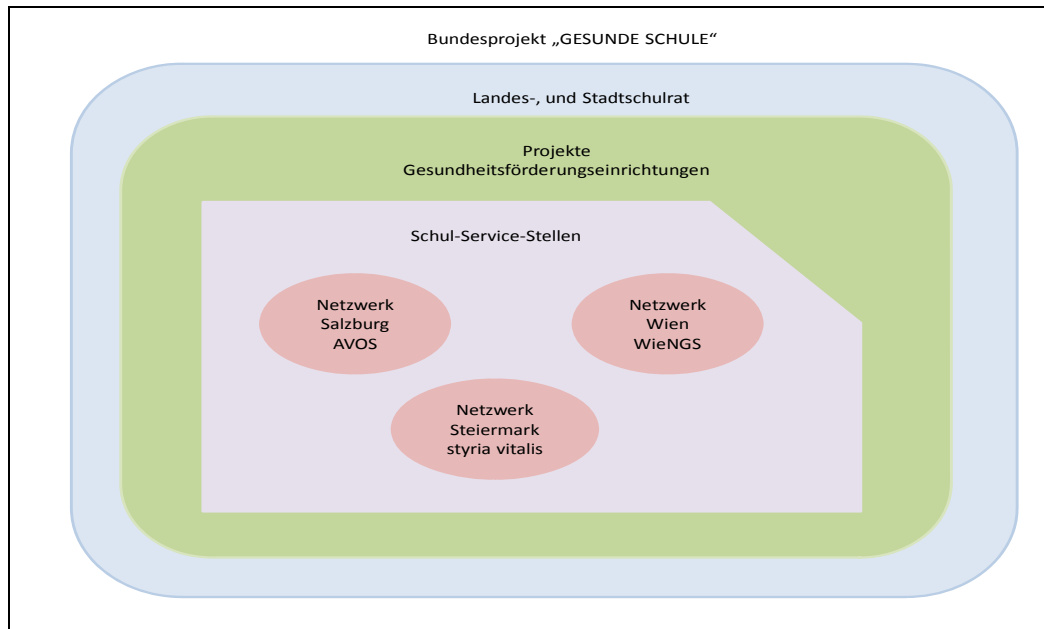 Bundesprojekt „GESUNDE SCHULE“
Landes-, und Stadtschulrat
Projekte
Gesundheitsförderungseinrichtungen
Schul-Service-Stellen
Netzwerk
Salzburg
AVOS
Netzwerk
Wien
WieNGS
Netzwerk
Steiermark
styria vitalis